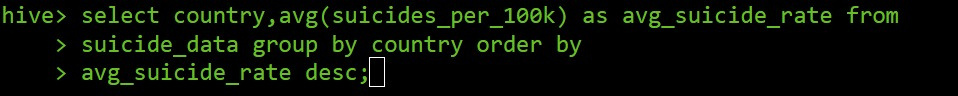 hive> select country,avg(suicides_per_100k) as avg_suicide_rate from
    > suicide_data group by country order by
    > avg_suicide_rate desc;